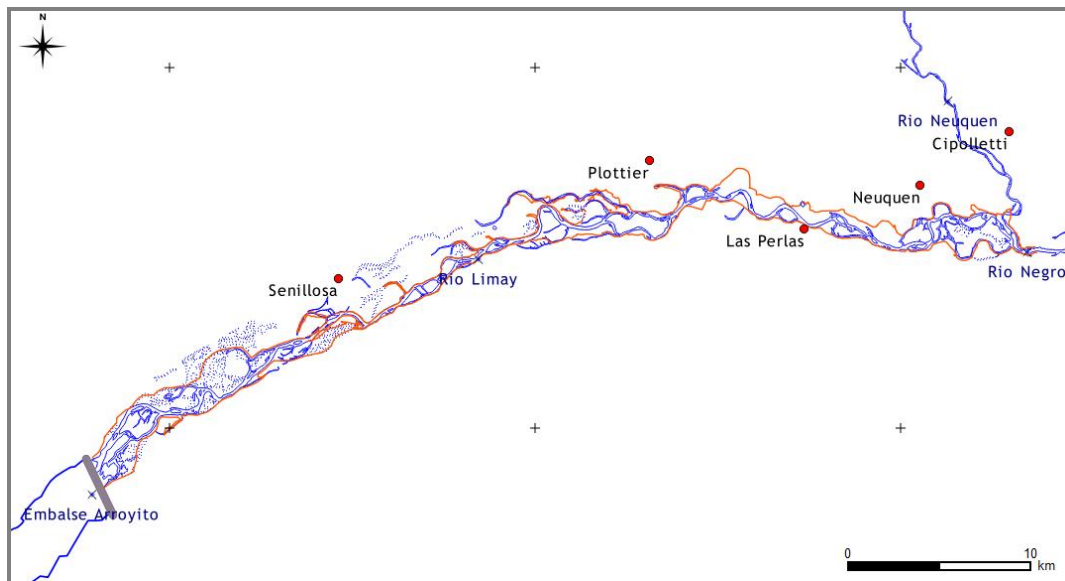 N
Rio Neuquen
Cipolletti
Plottier
Neuquen
Las Perlas
Rio Limay
Rio Negro
Senillosa
Embalse Arroyito
0 10
km